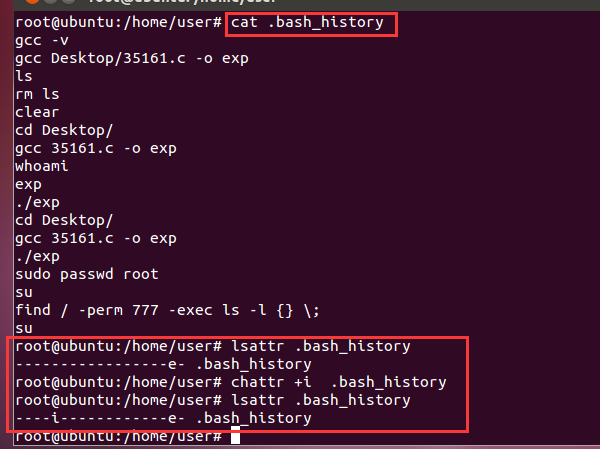 root@ubuntu:/home/user# cat .bash_history
gcc -v
gcc Desktop/35161.c -o exp
ls
rm ls
clear
cd Desktop/
gcc 35161.c -o exp
whoami
exp
./exp
cd Desktop/
gcc 35161.c -o exp
./exp
sudo passwd root
su
find / -perm 777 -exec ls -l {} \;
su
root@ubuntu:/home/user# lsattr .bash_history
-----------------e- .bash_history
root@ubuntu:/home/user# chattr +i  .bash_history
root@ubuntu:/home/user# lsattr .bash_history
----i------------e- .bash_history
root@ubuntu:/home/user#